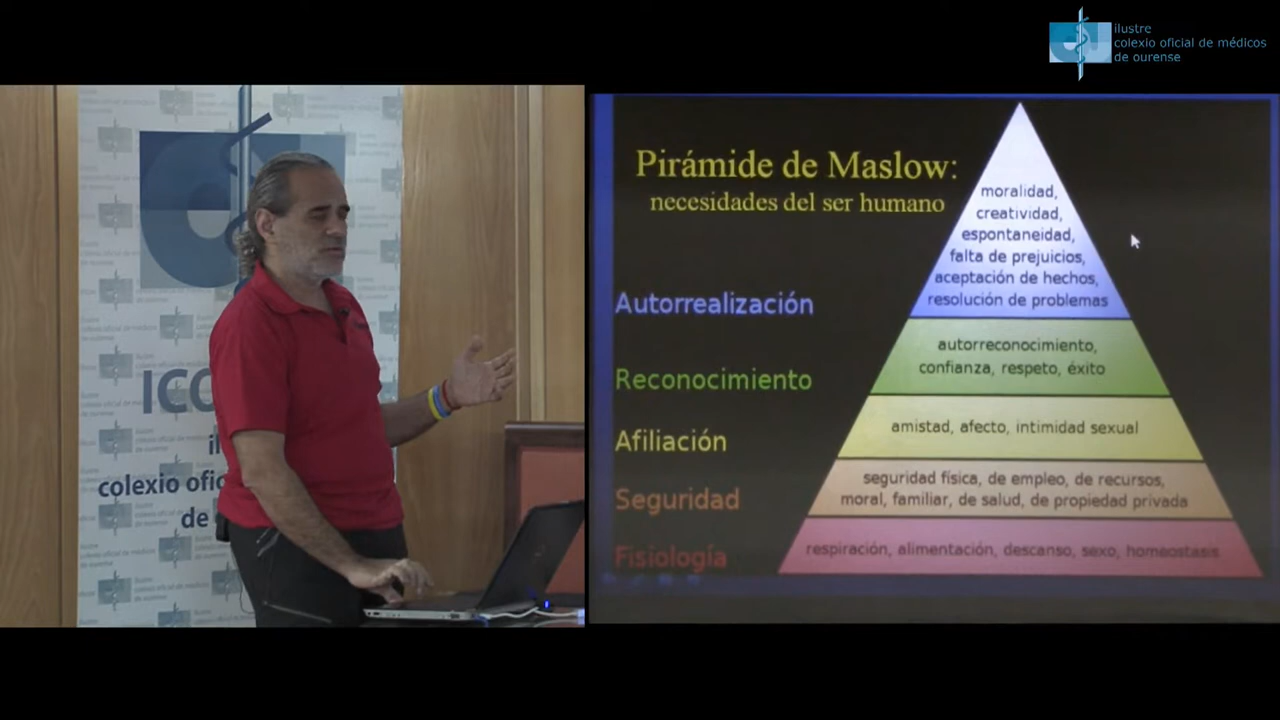 ilustre
colexio oficial de médicos
de ourense
ICO
colexio ofic
de
Pirámide de Maslow:
necesidades del ser humano
moralidad,
creatividad,
espontaneidad,
falta de prejuicios,
aceptación de hechos,
resolución de problemas
Autorrealización
autorreconocimiento,
confianza, respeto, éxito
Reconocimiento
amistad, afecto, intimidad sexual
Afiliación
seguridad física, de empleo, de recursos,
moral, familiar, de salud, de propiedad privada
Seguridad
respiración, alimentación, descanso, sexo, homeostasis
Fisiología